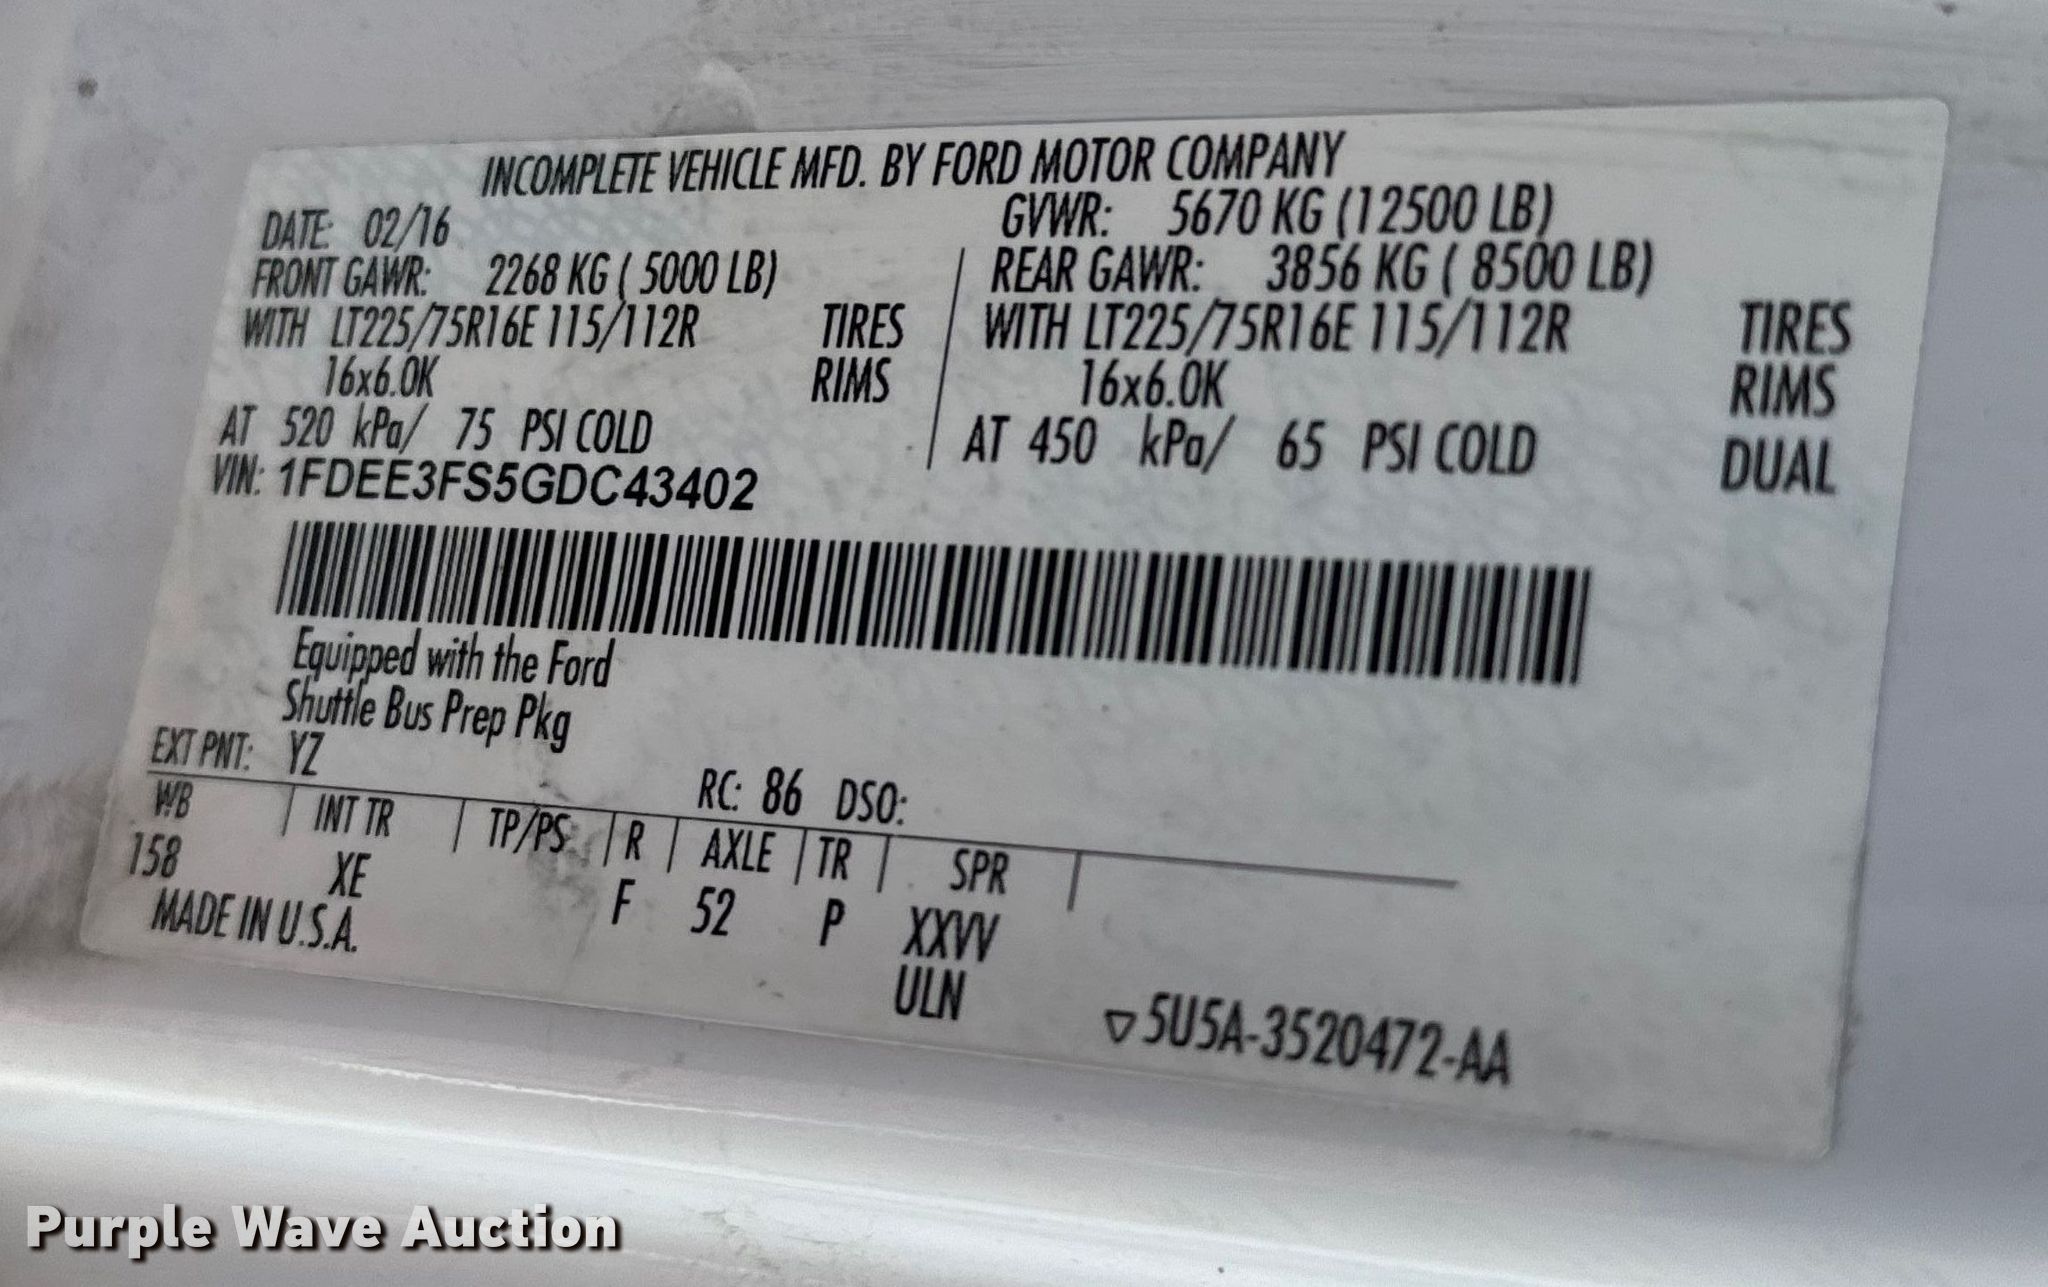 INCOMPLETE VEHICLE MFD. BY FORD MOTOR COMPANY
DATE: 02/16 GVWR: 5670 KG (12500 LB)
FRONT GAWR: 2268 KG ( 5000 LB) REAR GAWR: 3856 KG ( 8500 LB)
WITH LT225/75R16E 115/112R TIRES WITH LT225/75R16E 115/112R TIRES
16x6.0K RIMS 16x6.0K RIMS
AT 520 kPa/ 75 PSI COLD AT 450 kPa/ 65 PSI COLD DUAL
VIN: 1FDEE3FS5GDC43402
Equipped with the Ford
Shuttle Bus Prep Pkg
EXT PNT: YZ RC: 86 DSO:
WB INT TR TP/PS R AXLE TR SPR
158 XE F 52 P XXVV
MADE IN U.S.A. ULN
▽5U5A-3520472-AA
Purple Wave Auction